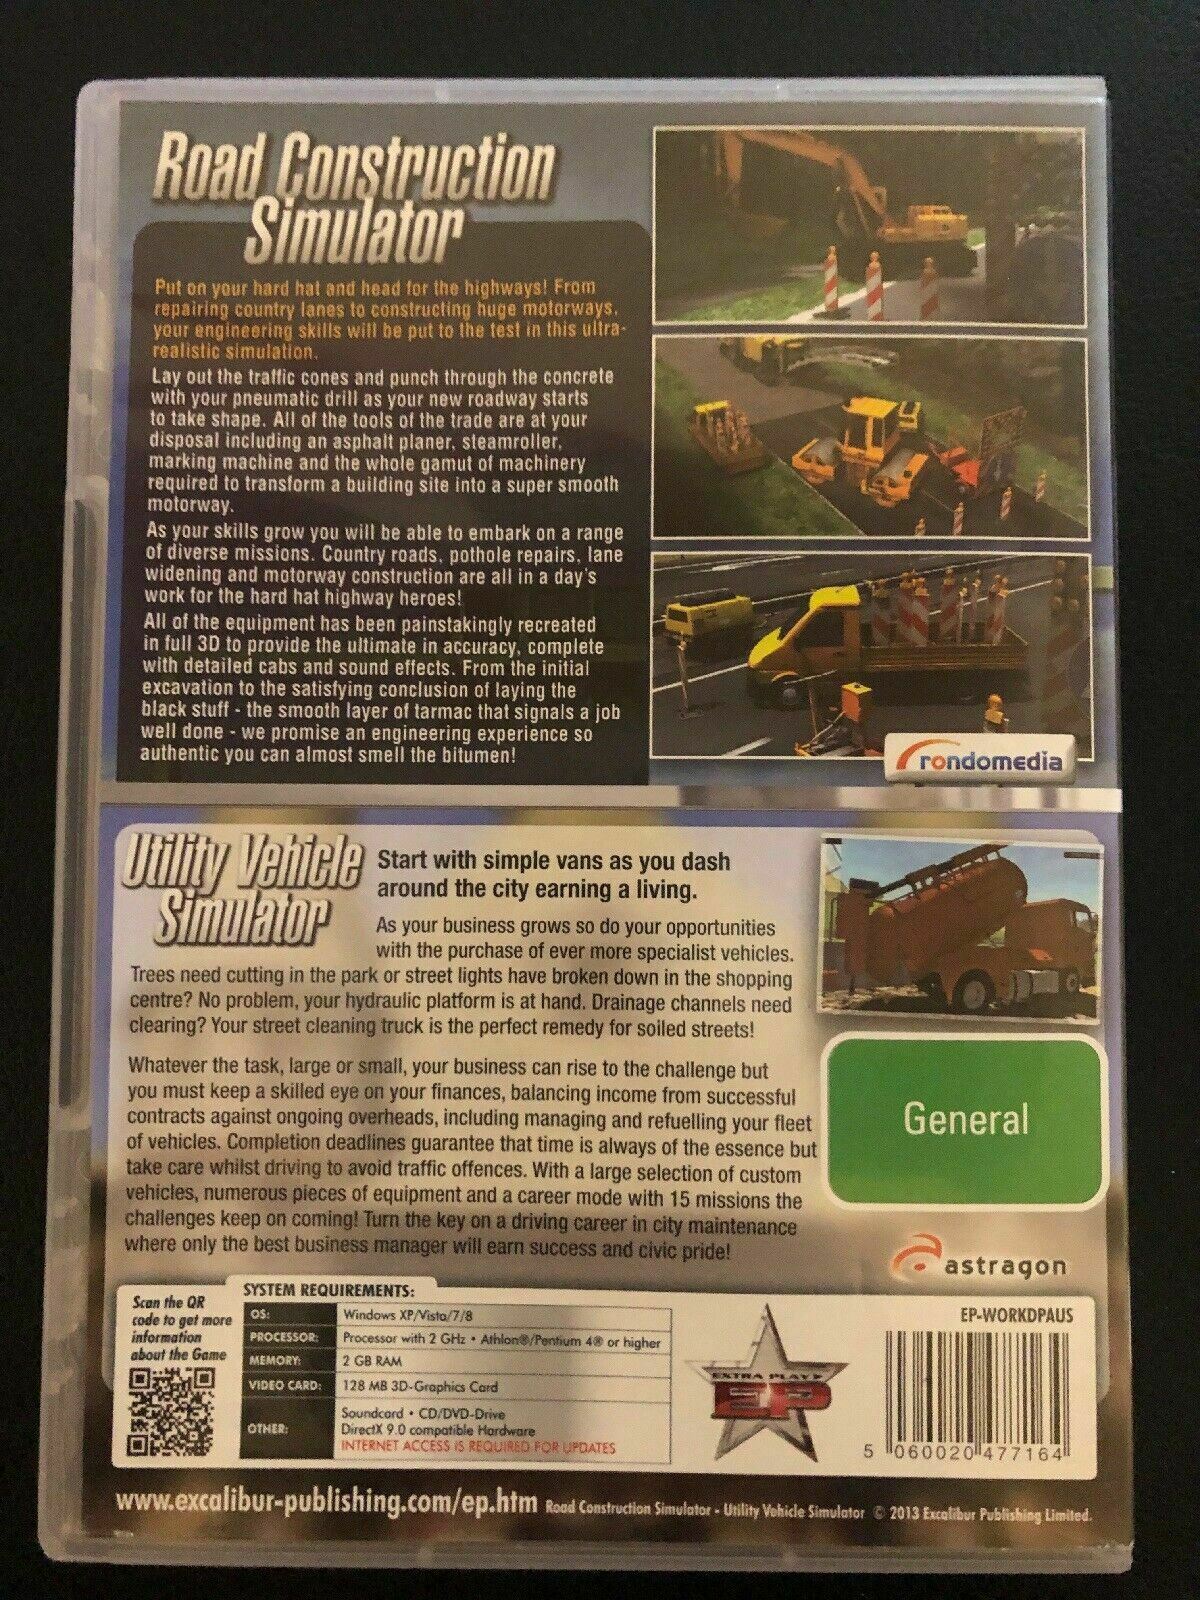 Road Construction
Simulator
Put on your hard hat and head for the highways! From
repairing country lanes to constructing huge motorways,
your engineering skills will be put to the test in this ultra-
realistic simulation.
Lay out the traffic cones and punch through the concrete
with your pneumatic drill as your new roadway starts
to take shape. All of the tools of the trade are at your
disposal including an asphalt planer, steamroller,
marking machine and the whole gamut of machinery
required to transform a building site into a super smooth
motorway.
As your skills grow you will be able to embark on a range
of diverse missions. Country roads, pothole repairs, lane
widening and motorway construction are all in a day's
work for the hard hat highway heroes!
All of the equipment has been painstakingly recreated
in full 3D to provide the ultimate in accuracy, complete
with detailed cabs and sound effects. From the initial
excavation to the satisfying conclusion of laying the
black stuff - the smooth layer of tarmac that signals a job
well done - we promise an engineering experience so
authentic you can almost smell the bitumen!
rondomedia
Utility Vehicle
Simulator
Start with simple vans as you dash
around the city earning a living.
As your business grows so do your opportunities
with the purchase of ever more specialist vehicles.
Trees need cutting in the park or street lights have broken down in the shopping
centre? No problem, your hydraulic platform is at hand. Drainage channels need
clearing? Your street cleaning truck is the perfect remedy for soiled streets!
Whatever the task, large or small, your business can rise to the challenge but
you must keep a skilled eye on your finances, balancing income from successful
contracts against ongoing overheads, including managing and refuelling your fleet
of vehicles. Completion deadlines guarantee that time is always of the essence but
take care whilst driving to avoid traffic offences. With a large selection of custom
vehicles, numerous pieces of equipment and a career mode with 15 missions the
challenges keep on coming! Turn the key on a driving career in city maintenance
where only the best business manager will earn success and civic pride!
General
astragon
Scan the QR
code to get more
information
about the Game
SYSTEM REQUIREMENTS:
OS: Windows XP/Vista/7/8
PROCESSOR: Processor with 2 GHz • Athlon®/Pentium 4® or higher
MEMORY: 2 GB RAM
VIDEO CARD: 128 MB 3D-Graphics Card
OTHER: Soundcard • CD/DVD-Drive
DirectX 9.0 compatible Hardware
INTERNET ACCESS IS REQUIRED FOR UPDATES
EXTRA PLAY
EP
EP-WORKDPAUS
5 060020 477164
www.excalibur-publishing.com/ep.htm Road Construction Simulator - Utility Vehicle Simulator © 2013 Excalibur Publishing Limited.